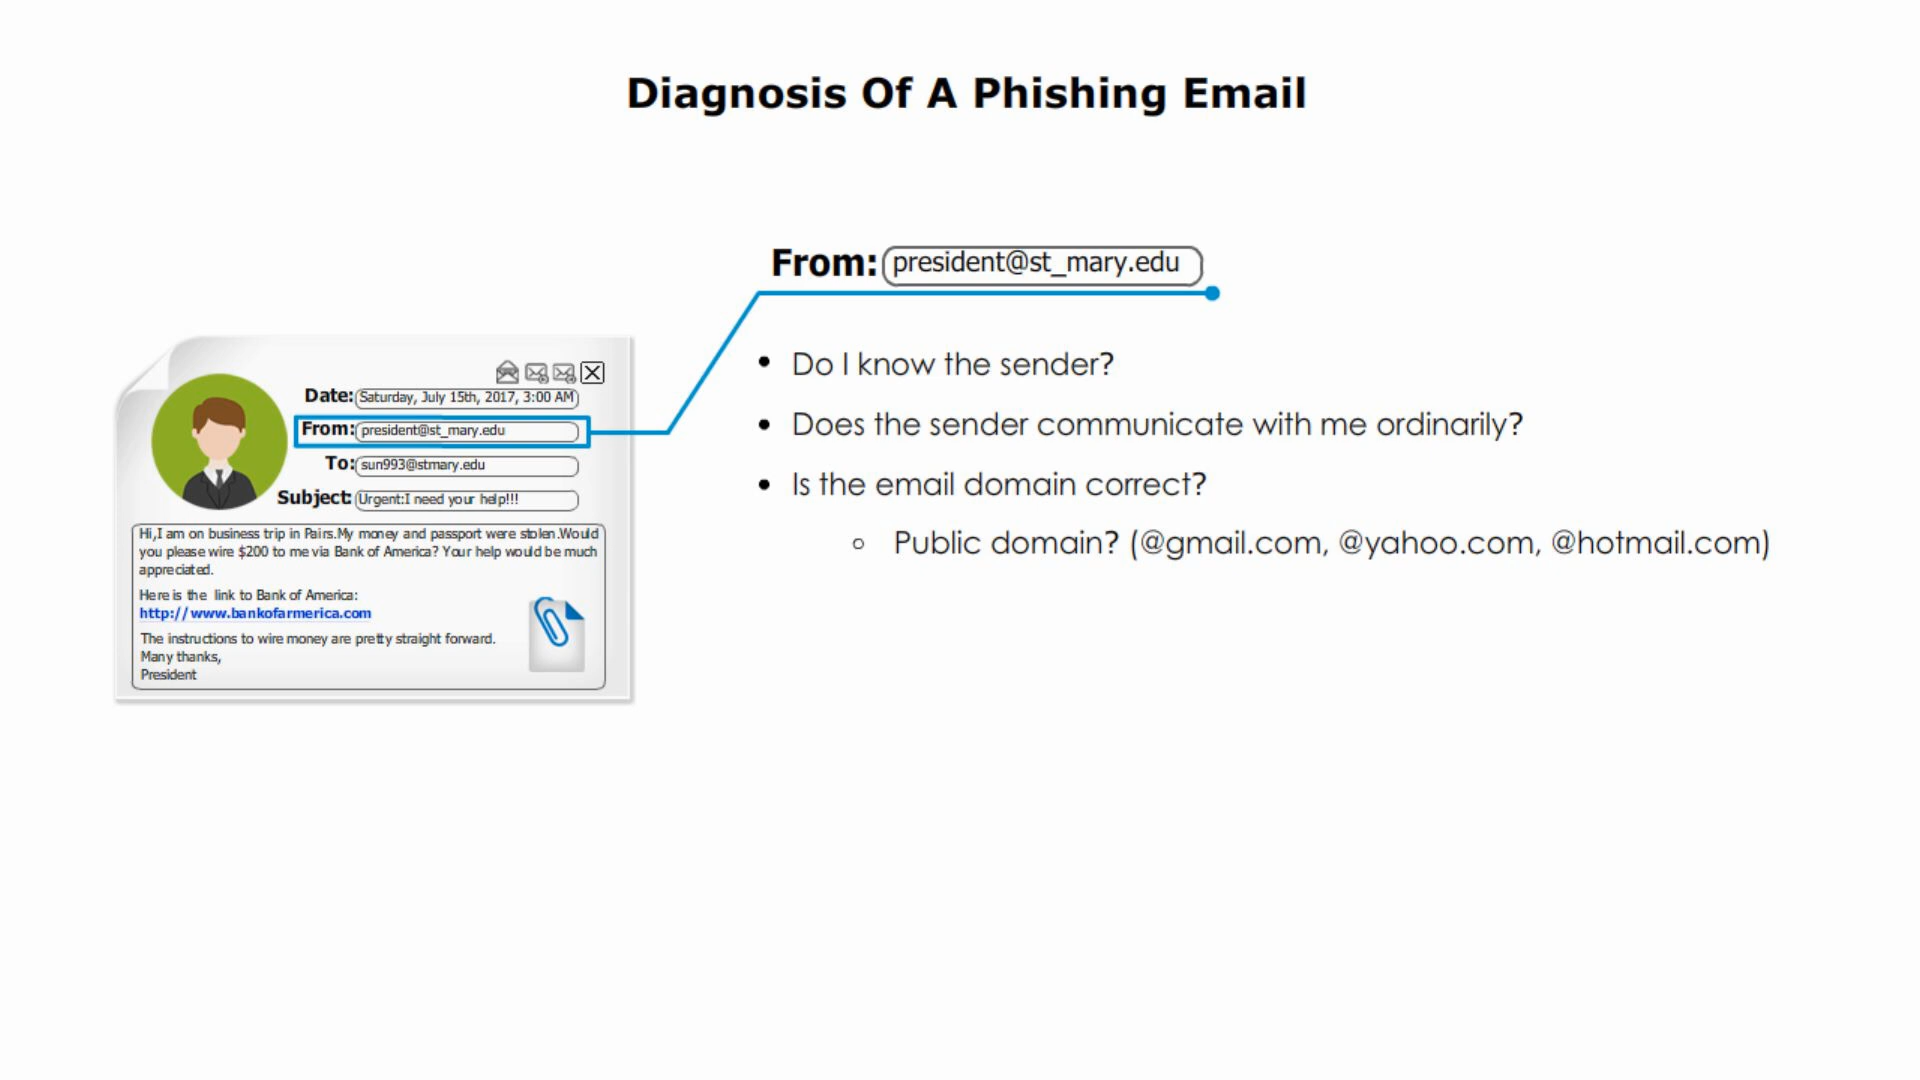 Diagnosis Of A Phishing Email
From: president@st_mary.edu
• Do I know the sender?
• Does the sender communicate with me ordinarily?
• Is the email domain correct?
○ Public domain? (@gmail.com, @yahoo.com, @hotmail.com)
Date: Saturday, July 15th, 2017, 3:00 AM
From: president@st_mary.edu
To: sun993@stmary.edu
Subject: Urgent:I need your help!!!
Hi,I am on business trip in Pairs.My money and passport were stolen.Would
you please wire $200 to me via Bank of America? Your help would be much
appreciated.
Here is the link to Bank of America:
http://www.bankofarmerica.com
The instructions to wire money are pretty straight forward.
Many thanks,
President